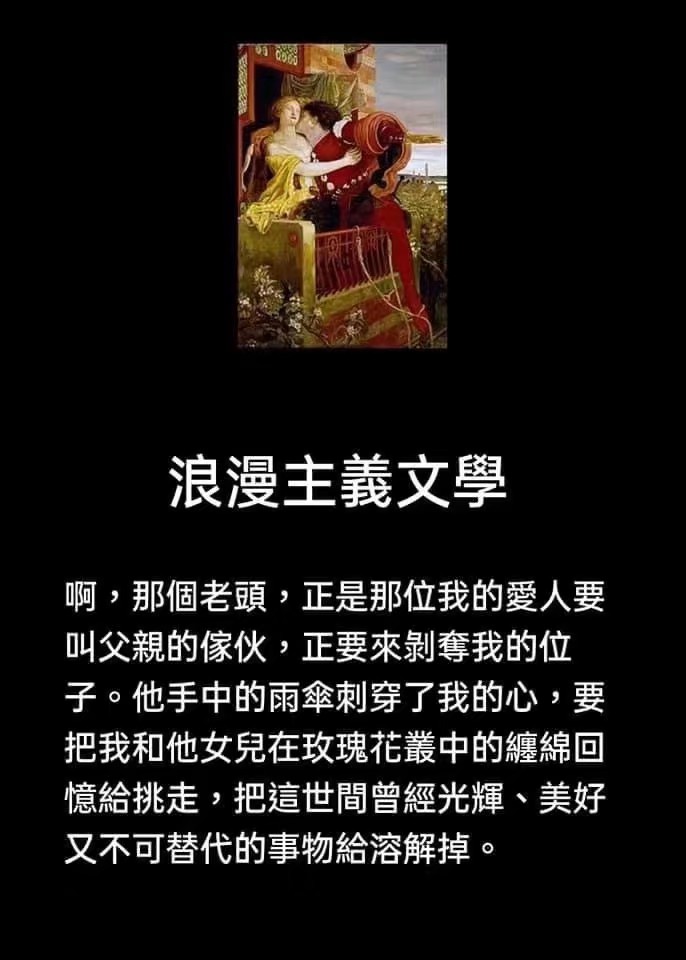 浪漫主義文學
啊，那個老頭，正是那位我的愛人要
叫父親的傢伙，正要來剝奪我的位
子。他手中的雨傘刺穿了我的心，要
把我和他女兒在玫瑰花叢中的纏綿回
憶給挑走，把這世間曾經光輝、美好
又不可替代的事物給溶解掉。